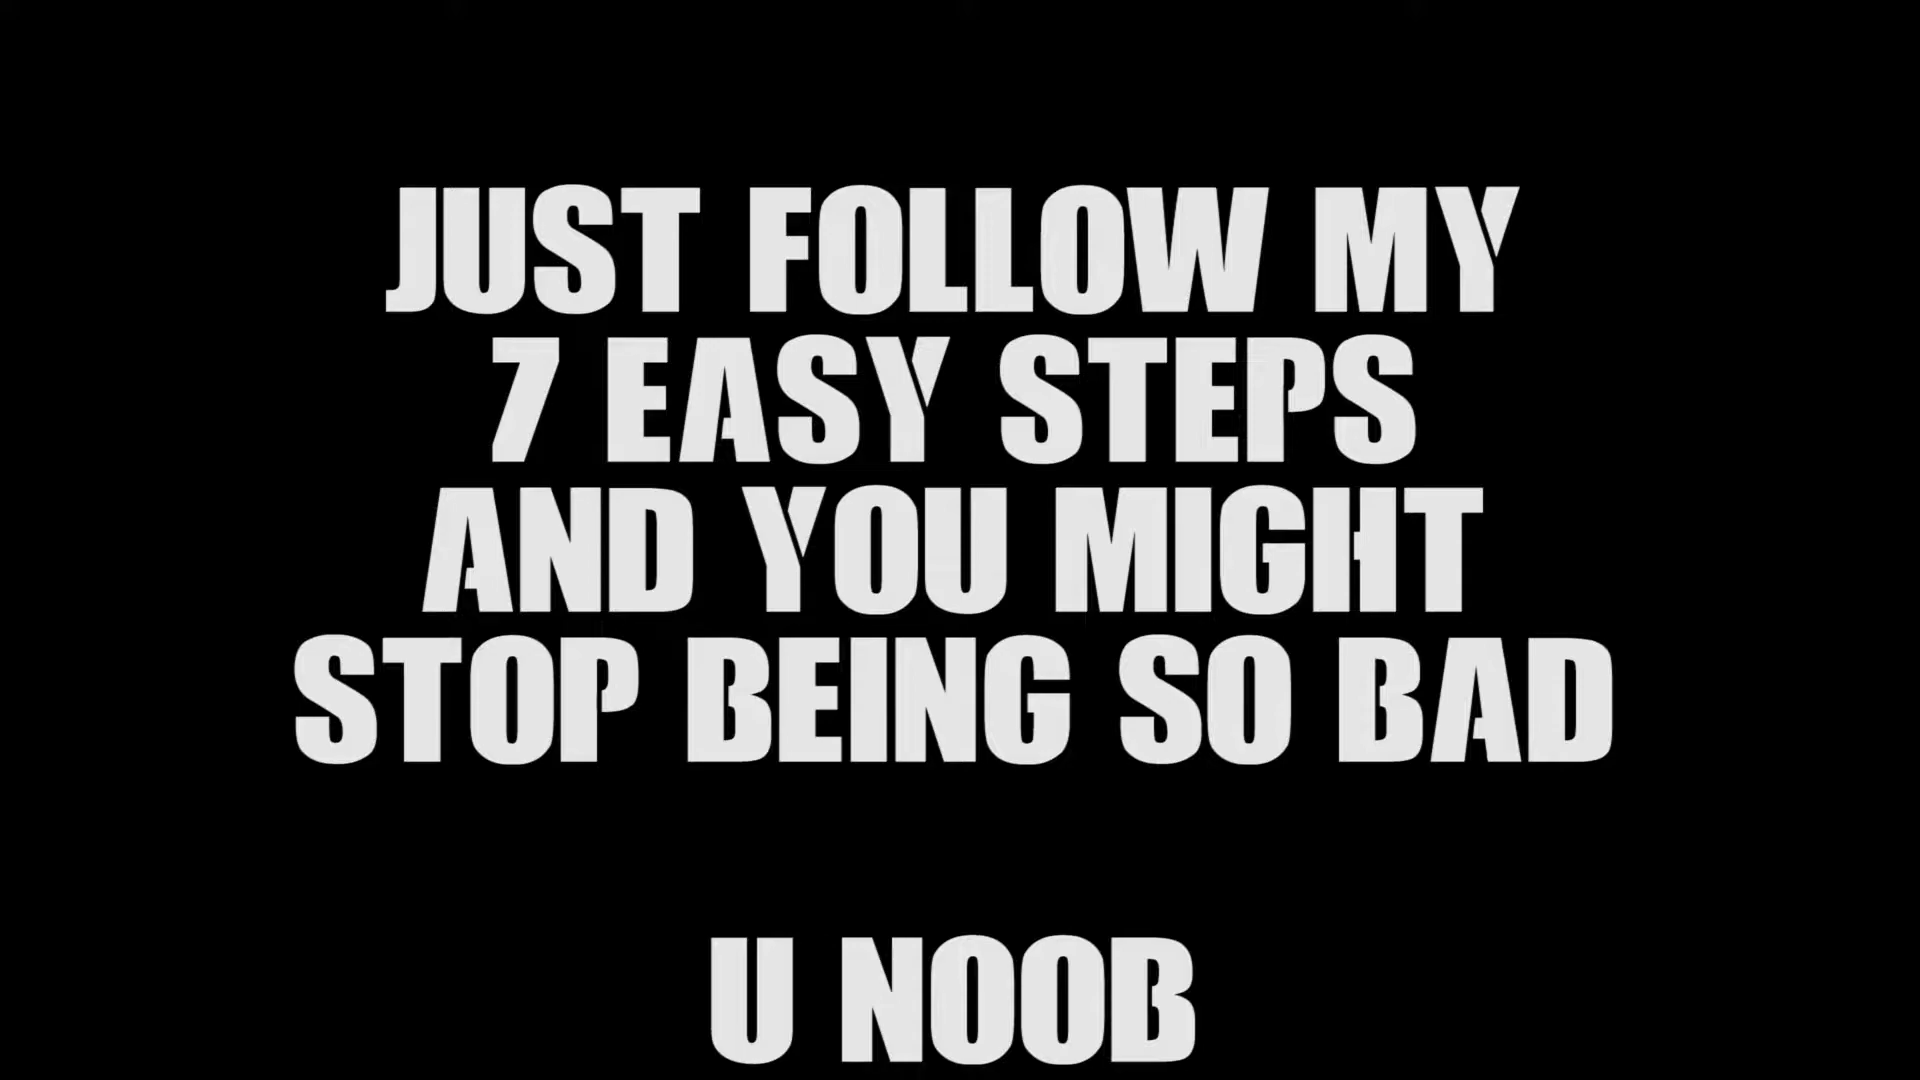 JUST FOLLOW MY
7 EASY STEPS
AND YOU MIGHT
STOP BEING SO BAD
U NOOB